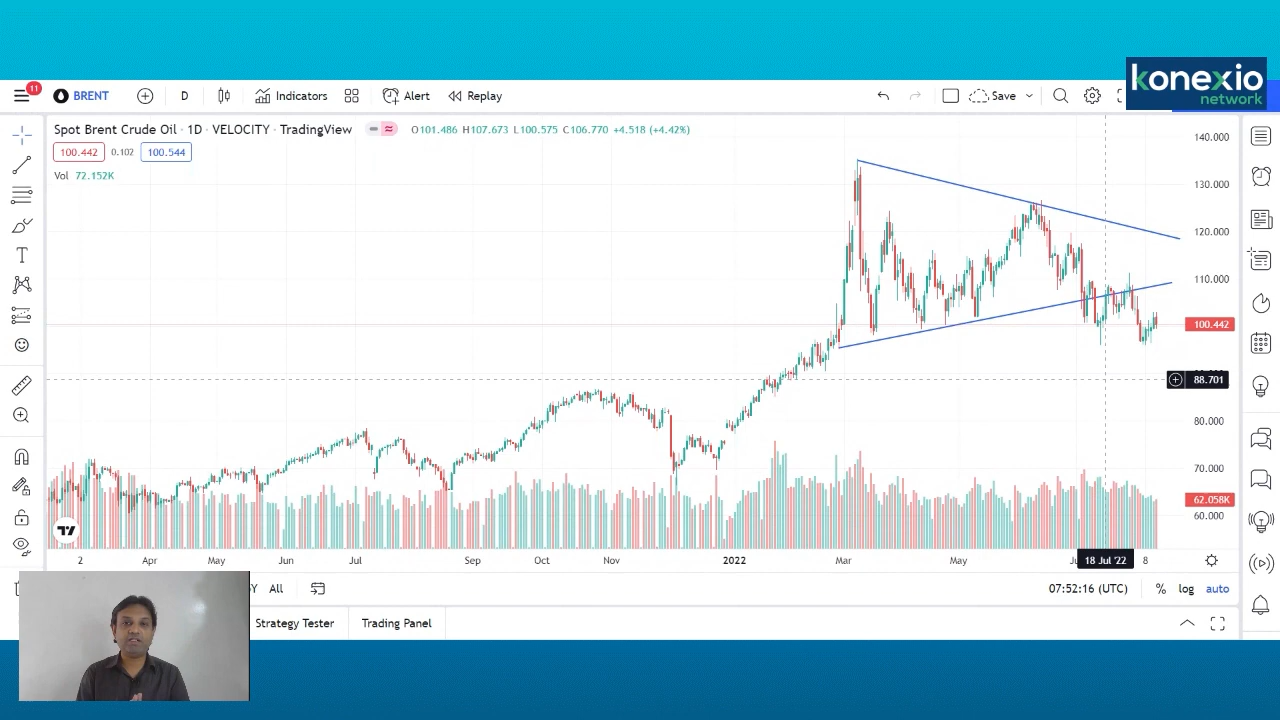 konexio
network
11
BRENT
D
Indicators
Alert
Replay
Save
Spot Brent Crude Oil · 1D · VELOCITY · TradingView
O101.486 H107.673 L100.575 C106.770 +4.518 (+4.42%)
100.442 0.102 100.544
Vol 72.152K
140.000
130.000
120.000
110.000
100.442
88.701
80.000
70.000
62.058K
60.000
2 Apr May Jun Jul Sep Oct Nov 2022 Mar May 18 Jul '22 8
All
07:52:16 (UTC) % log auto
Strategy Tester
Trading Panel